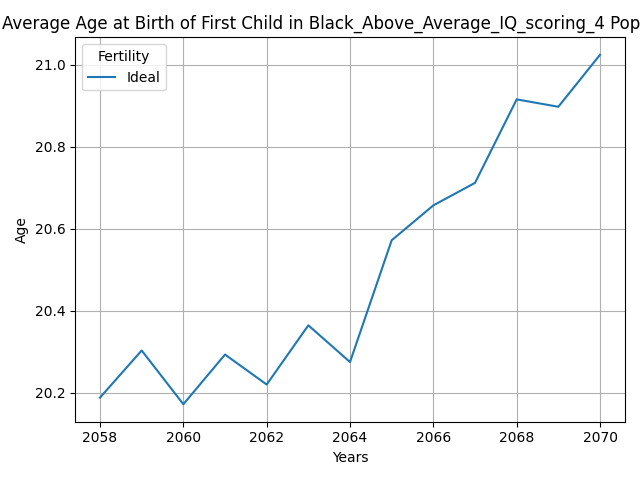 Average Age at Birth of First Child in Black_Above_Average_IQ_scoring_4 Pop
Fertility
Ideal
21.0
20.8
20.6
20.4
20.2
Age
2058 2060 2062 2064 2066 2068 2070
Years